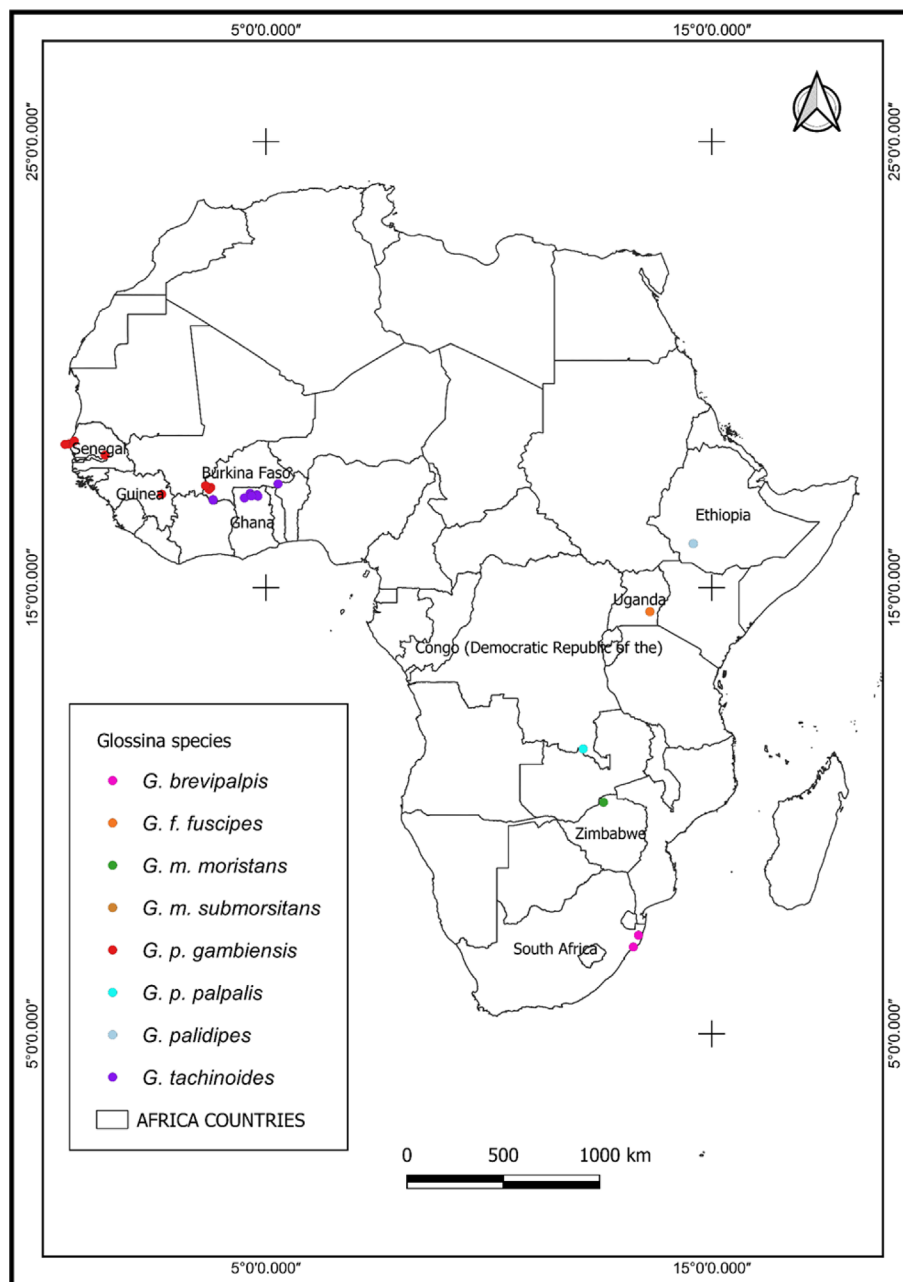 5°0'0.000″ 15°0'0.000″
25°0'0.000″ 25°0'0.000″
Senegal
Burkina Faso
Guinea
Ghana
Ethiopia
15°0'0.000″ 15°0'0.000″
Uganda
Congo (Democratic Republic of the)
Zimbabwe
South Africa
Glossina species
G. brevipalpis
G. f. fuscipes
G. m. moristans
G. m. submorsitans
G. p. gambiensis
G. p. palpalis
G. palidipes
G. tachinoides
AFRICA COUNTRIES
5°0'0.000″ 5°0'0.000″
0 500 1000 km
5°0'0.000″ 15°0'0.000″